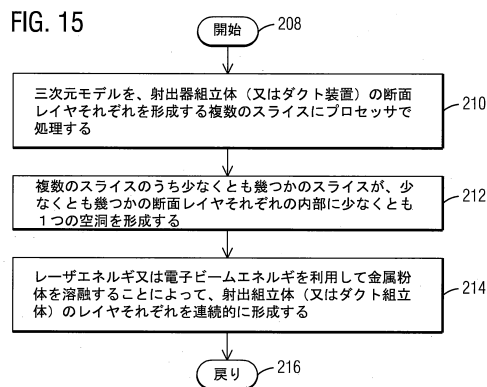 FIG. 15
開始
208
三次元モデルを、射出器組立体（又はダクト装置）の断面
レイヤそれぞれを形成する複数のスライスにプロセッサで
処理する
210
複数のスライスのうち少なくとも幾つかのスライスが、少
なくとも幾つかの断面レイヤそれぞれの内部に少なくとも
１つの空洞を形成する
212
レーザエネルギ又は電子ビームエネルギを利用して金属粉
体を溶融することによって、射出組立体（又はダクト組立
体）のレイヤそれぞれを連続的に形成する
214
戻り
216